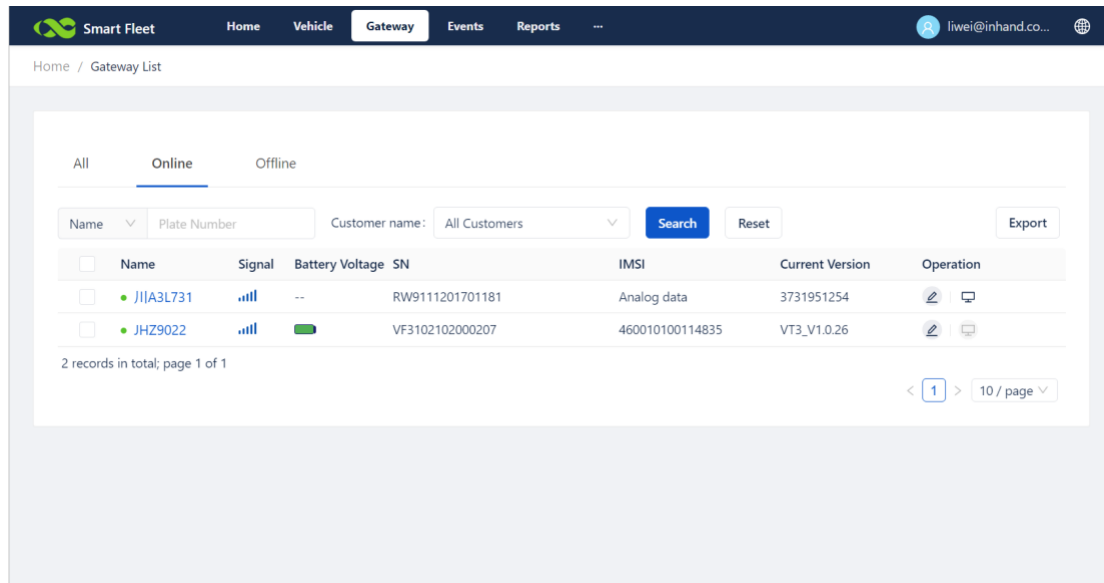 Smart Fleet Home Vehicle Gateway Events Reports ··· liwei@inhand.co...
Home / Gateway List
All Online Offline
Name Plate Number Customer name: All Customers Search Reset Export
Name Signal Battery Voltage SN IMSI Current Version Operation
川A3L731 -- RW9111201701181 Analog data 3731951254
JHZ9022 VF3102102000207 460010100114835 VT3_V1.0.26
2 records in total; page 1 of 1
< 1 > 10 / page